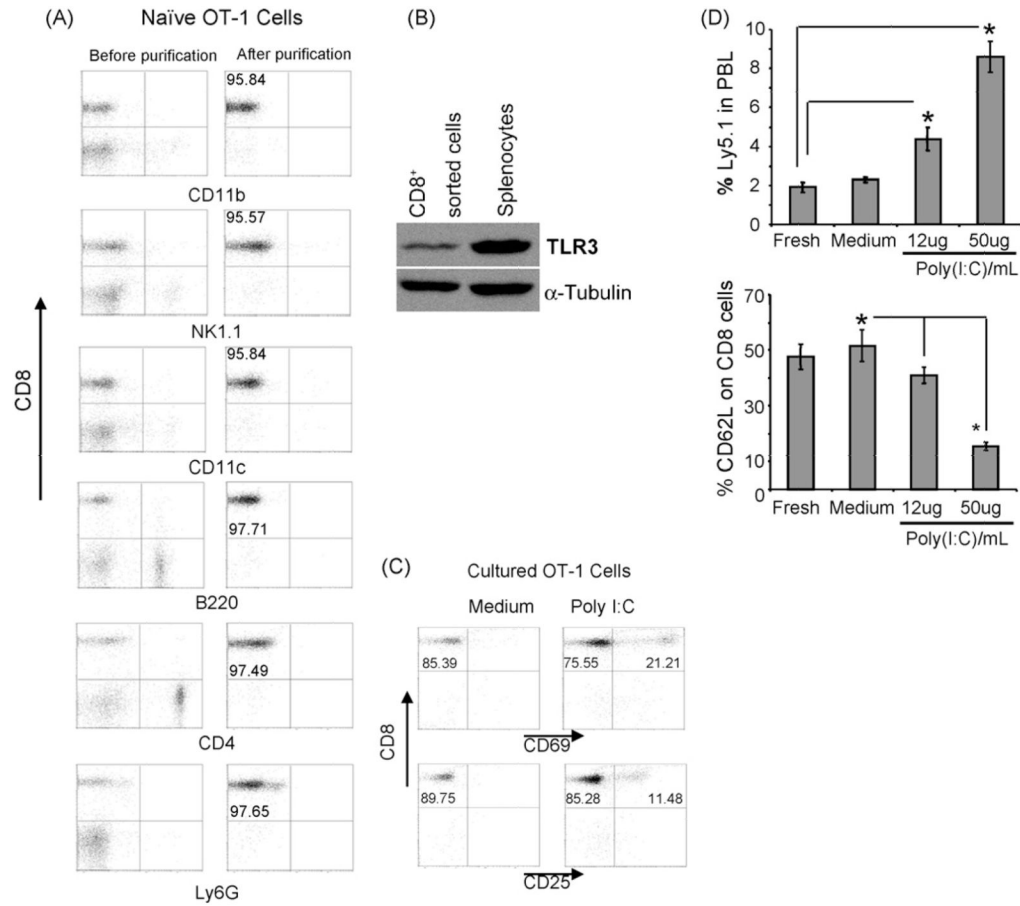 (A)
Naïve OT-1 Cells
Before purification After purification
95.84
CD11b
95.57
NK1.1
95.84
CD11c
97.71
B220
97.49
CD4
97.65
Ly6G
CD8
(B)
CD8+
sorted cells
Splenocytes
TLR3
α-Tubulin
(C)
Cultured OT-1 Cells
Medium Poly I:C
85.39 75.55 21.21
CD69
89.75 85.28 11.48
CD25
CD8
(D)
% Ly5.1 in PBL
10
8
6
4
2
0
* *
Fresh Medium 12ug 50ug
Poly(I:C)/mL
% CD62L on CD8 cells
70
50
30
10
0
* *
Fresh Medium 12ug 50ug
Poly(I:C)/mL